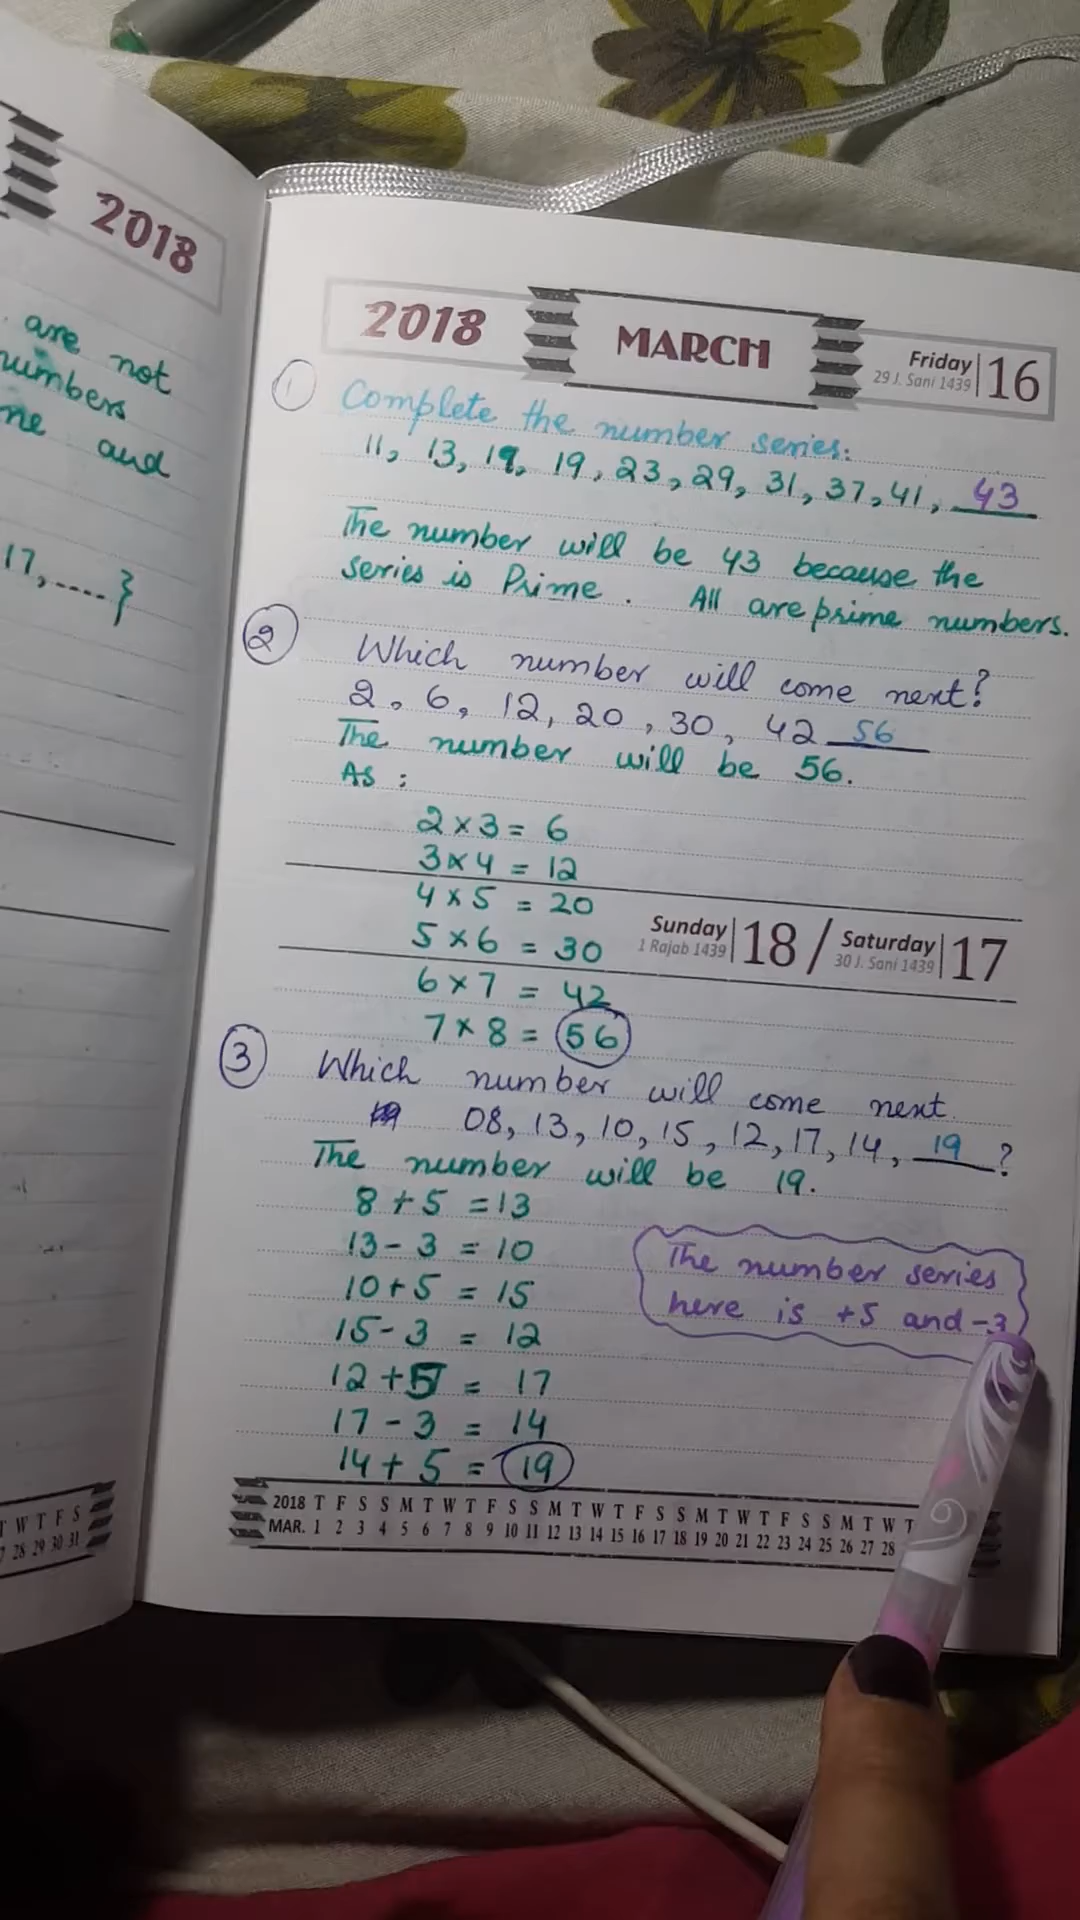 2018
are not
numbers
ne and
17,....}
T W T F S
28 29 30 31
2018 MARCH Friday 16
29 J. Sani 1439
① Complete the number series:
11, 13, 19, 19, 23, 29, 31, 37, 41, 43
The number will be 43 because the
series is Prime. All are prime numbers.
② Which number will come next?
2, 6, 12, 20, 30, 42 56
The number will be 56.
As :
2 × 3 = 6
3 × 4 = 12
4 × 5 = 20
Sunday 18 / Saturday 17
1 Rajab 1439 30 J. Sani 1439
5 × 6 = 30
6 × 7 = 42
7 × 8 = 56
③ Which number will come next
08, 13, 10, 15, 12, 17, 14, 19 ?
The number will be 19.
8 + 5 = 13
13 - 3 = 10
10 + 5 = 15
15 - 3 = 12
12 + 5 = 17
17 - 3 = 14
14 + 5 = 19
The number series
here is +5 and -3
2018 T F S S M T W T F S S M T W T F S S M T W T F S S M T W T
MAR. 1 2 3 4 5 6 7 8 9 10 11 12 13 14 15 16 17 18 19 20 21 22 23 24 25 26 27 28